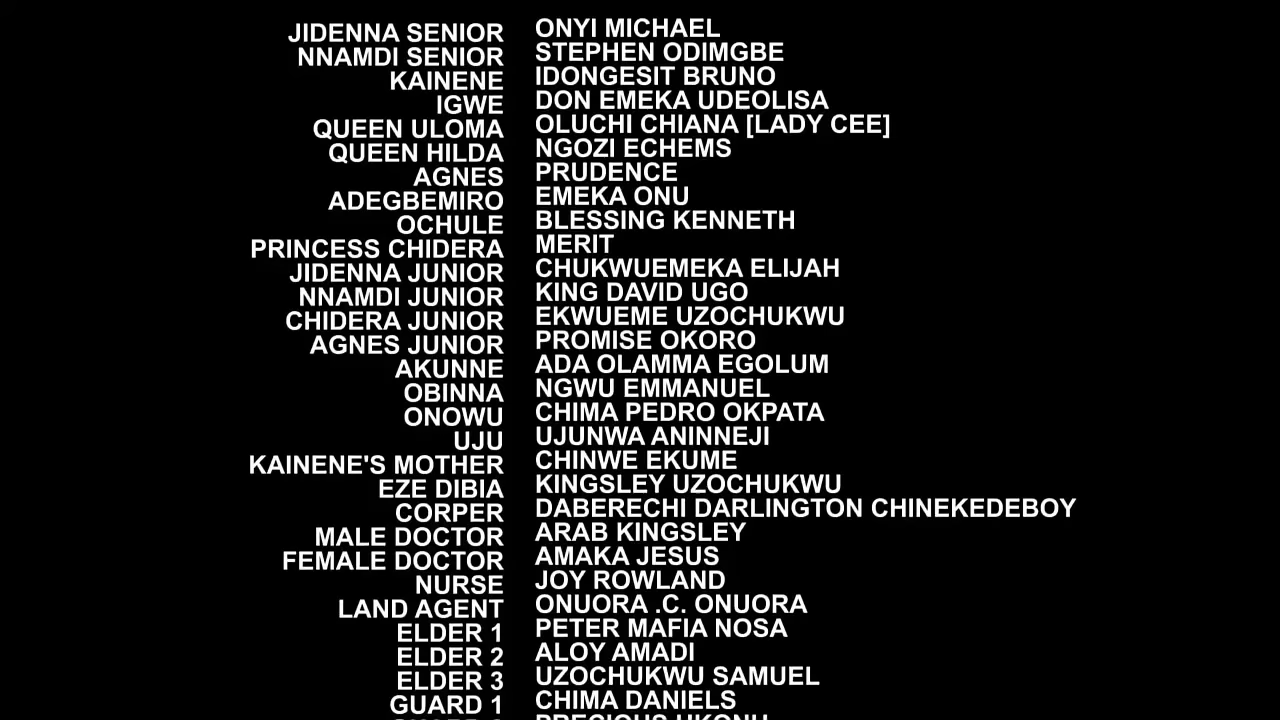 JIDENNA SENIOR ONYI MICHAEL
NNAMDI SENIOR STEPHEN ODIMGBE
KAINENE IDONGESIT BRUNO
IGWE DON EMEKA UDEOLISA
QUEEN ULOMA OLUCHI CHIANA [LADY CEE]
QUEEN HILDA NGOZI ECHEMS
AGNES PRUDENCE
ADEGBEMIRO EMEKA ONU
OCHULE BLESSING KENNETH
PRINCESS CHIDERA MERIT
JIDENNA JUNIOR CHUKWUEMEKA ELIJAH
NNAMDI JUNIOR KING DAVID UGO
CHIDERA JUNIOR EKWUEME UZOCHUKWU
AGNES JUNIOR PROMISE OKORO
AKUNNE ADA OLAMMA EGOLUM
OBINNA NGWU EMMANUEL
ONOWU CHIMA PEDRO OKPATA
UJU UJUNWA ANINNEJI
KAINENE'S MOTHER CHINWE EKUME
EZE DIBIA KINGSLEY UZOCHUKWU
CORPER DABERECHI DARLINGTON CHINEKEDEBOY
MALE DOCTOR ARAB KINGSLEY
FEMALE DOCTOR AMAKA JESUS
NURSE JOY ROWLAND
LAND AGENT ONUORA .C. ONUORA
ELDER 1 PETER MAFIA NOSA
ELDER 2 ALOY AMADI
ELDER 3 UZOCHUKWU SAMUEL
GUARD 1 CHIMA DANIELS